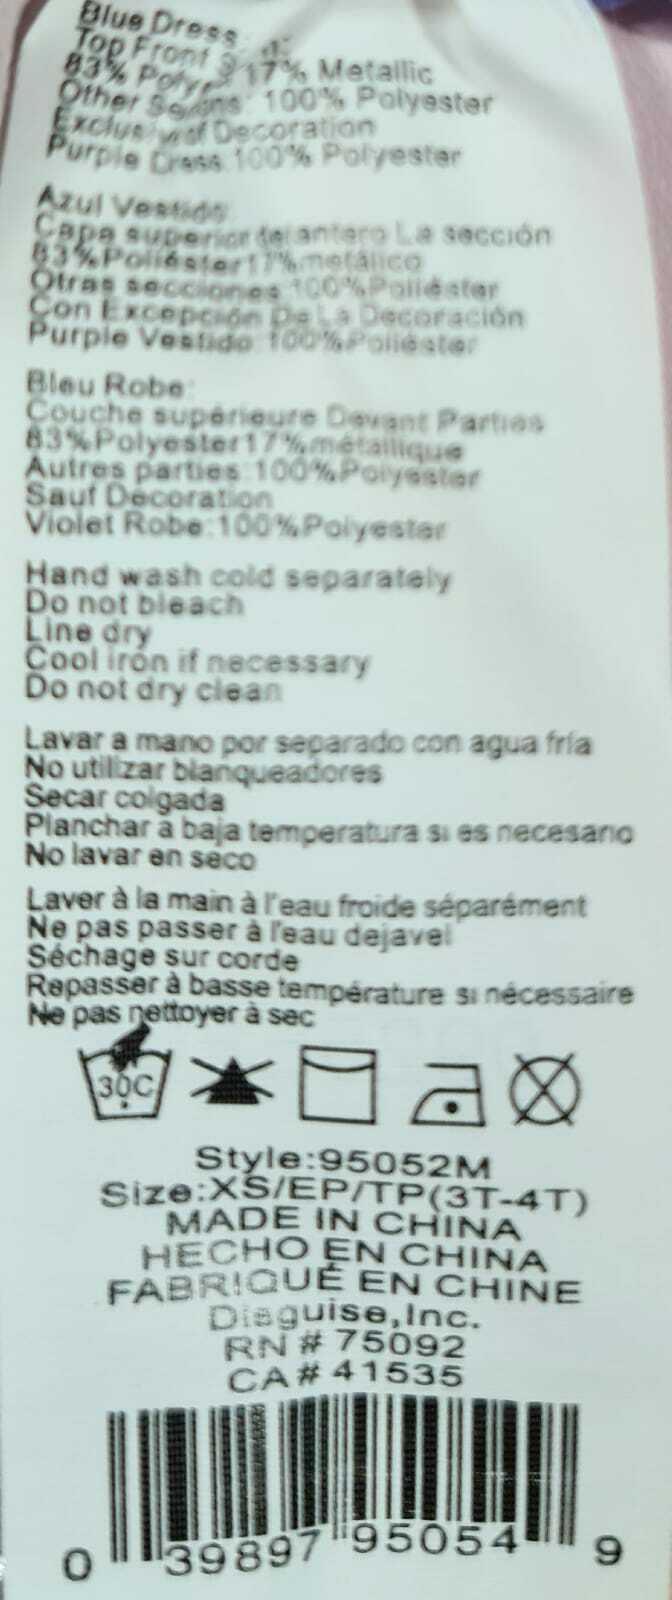 Blue Dress:
Top Front
83% Polye 17% Metallic
Other Secions: 100% Polyester
Exclusiv of Decoration
Purple Dress:100% Polyester
Azul Vestido:
Capa superior delantero La sección
83%Poliéster17%metálico
Otras secciones:100%Poliéster
Con Excepción De La Decoración
Purple Vestido:100%Poliéster
Bleu Robe:
Couche supérieure Devant Parties
83%Polyester17%métallique
Autres parties:100%Polyester
Sauf Décoration
Violet Robe:100%Polyester
Hand wash cold separately
Do not bleach
Line dry
Cool iron if necessary
Do not dry clean
Lavar a mano por separado con agua fría
No utilizar blanqueadores
Secar colgada
Planchar a baja temperatura si es necesario
No lavar en seco
Laver à la main à l'eau froide séparément
Ne pas passer à l'eau dejavel
Séchage sur corde
Repasser à basse température si nécessaire
Ne pas nettoyer à sec
30C
Style:95052M
Size:XS/EP/TP(3T-4T)
MADE IN CHINA
HECHO EN CHINA
FABRIQUÉ EN CHINE
Disguise,Inc.
RN # 75092
CA# 41535
0 39897 95054 9